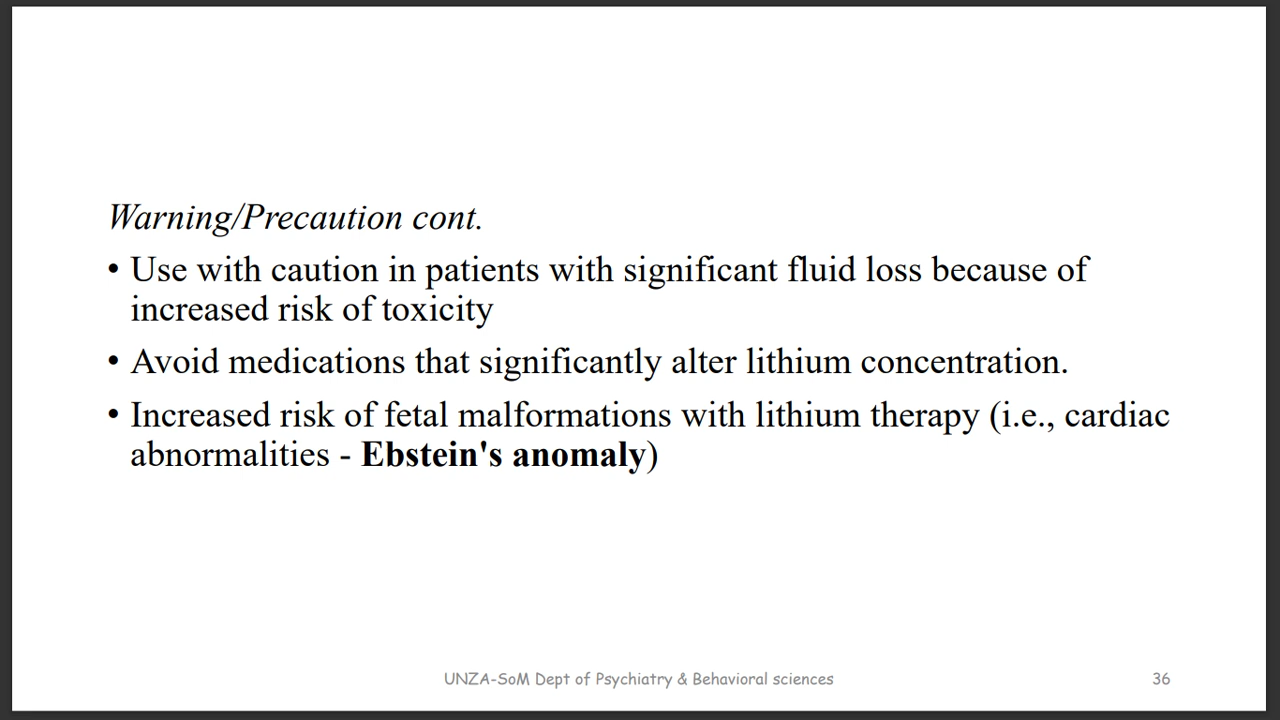 Warning/Precaution cont.
• Use with caution in patients with significant fluid loss because of
increased risk of toxicity
• Avoid medications that significantly alter lithium concentration.
• Increased risk of fetal malformations with lithium therapy (i.e., cardiac
abnormalities - Ebstein's anomaly)
UNZA-SoM Dept of Psychiatry & Behavioral sciences
36